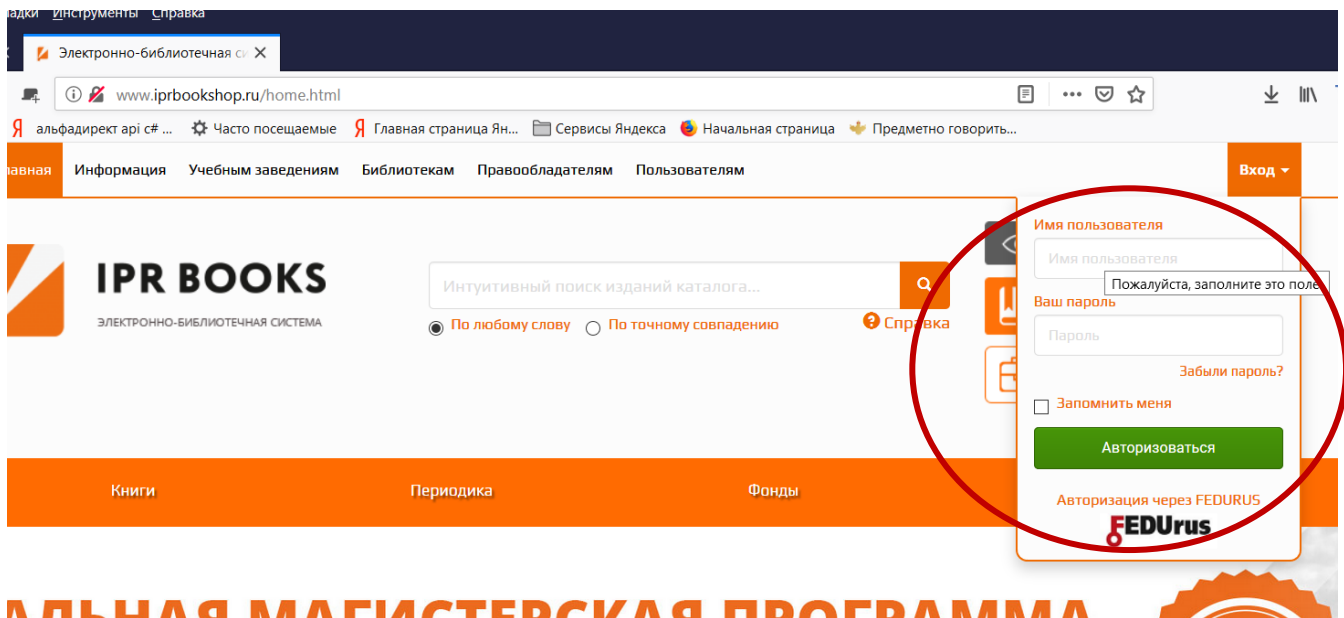 Инструменты Справка
Электронно-библиотечная си
www.iprbookshop.ru/home.html
альфадирект api c# ... Часто посещаемые Главная страница Ян... Сервисы Яндекса Начальная страница Предметно говорить...
Информация Учебным заведениям Библиотекам Правообладателям Пользователям Вход
Имя пользователя
Имя пользователя
Пожалуйста, заполните это поле
Ваш пароль
Пароль
Забыли пароль?
Запомнить меня
Авторизоваться
Авторизация через FEDURUS
FEDUrus
IPR BOOKS
ЭЛЕКТРОННО-БИБЛИОТЕЧНАЯ СИСТЕМА
Интуитивный поиск изданий каталога...
По любому слову По точному совпадению Справка
Книги Периодика Фонды
АЛЬНАЯ МАГИСТЕРСКАЯ ПРОГРАММА